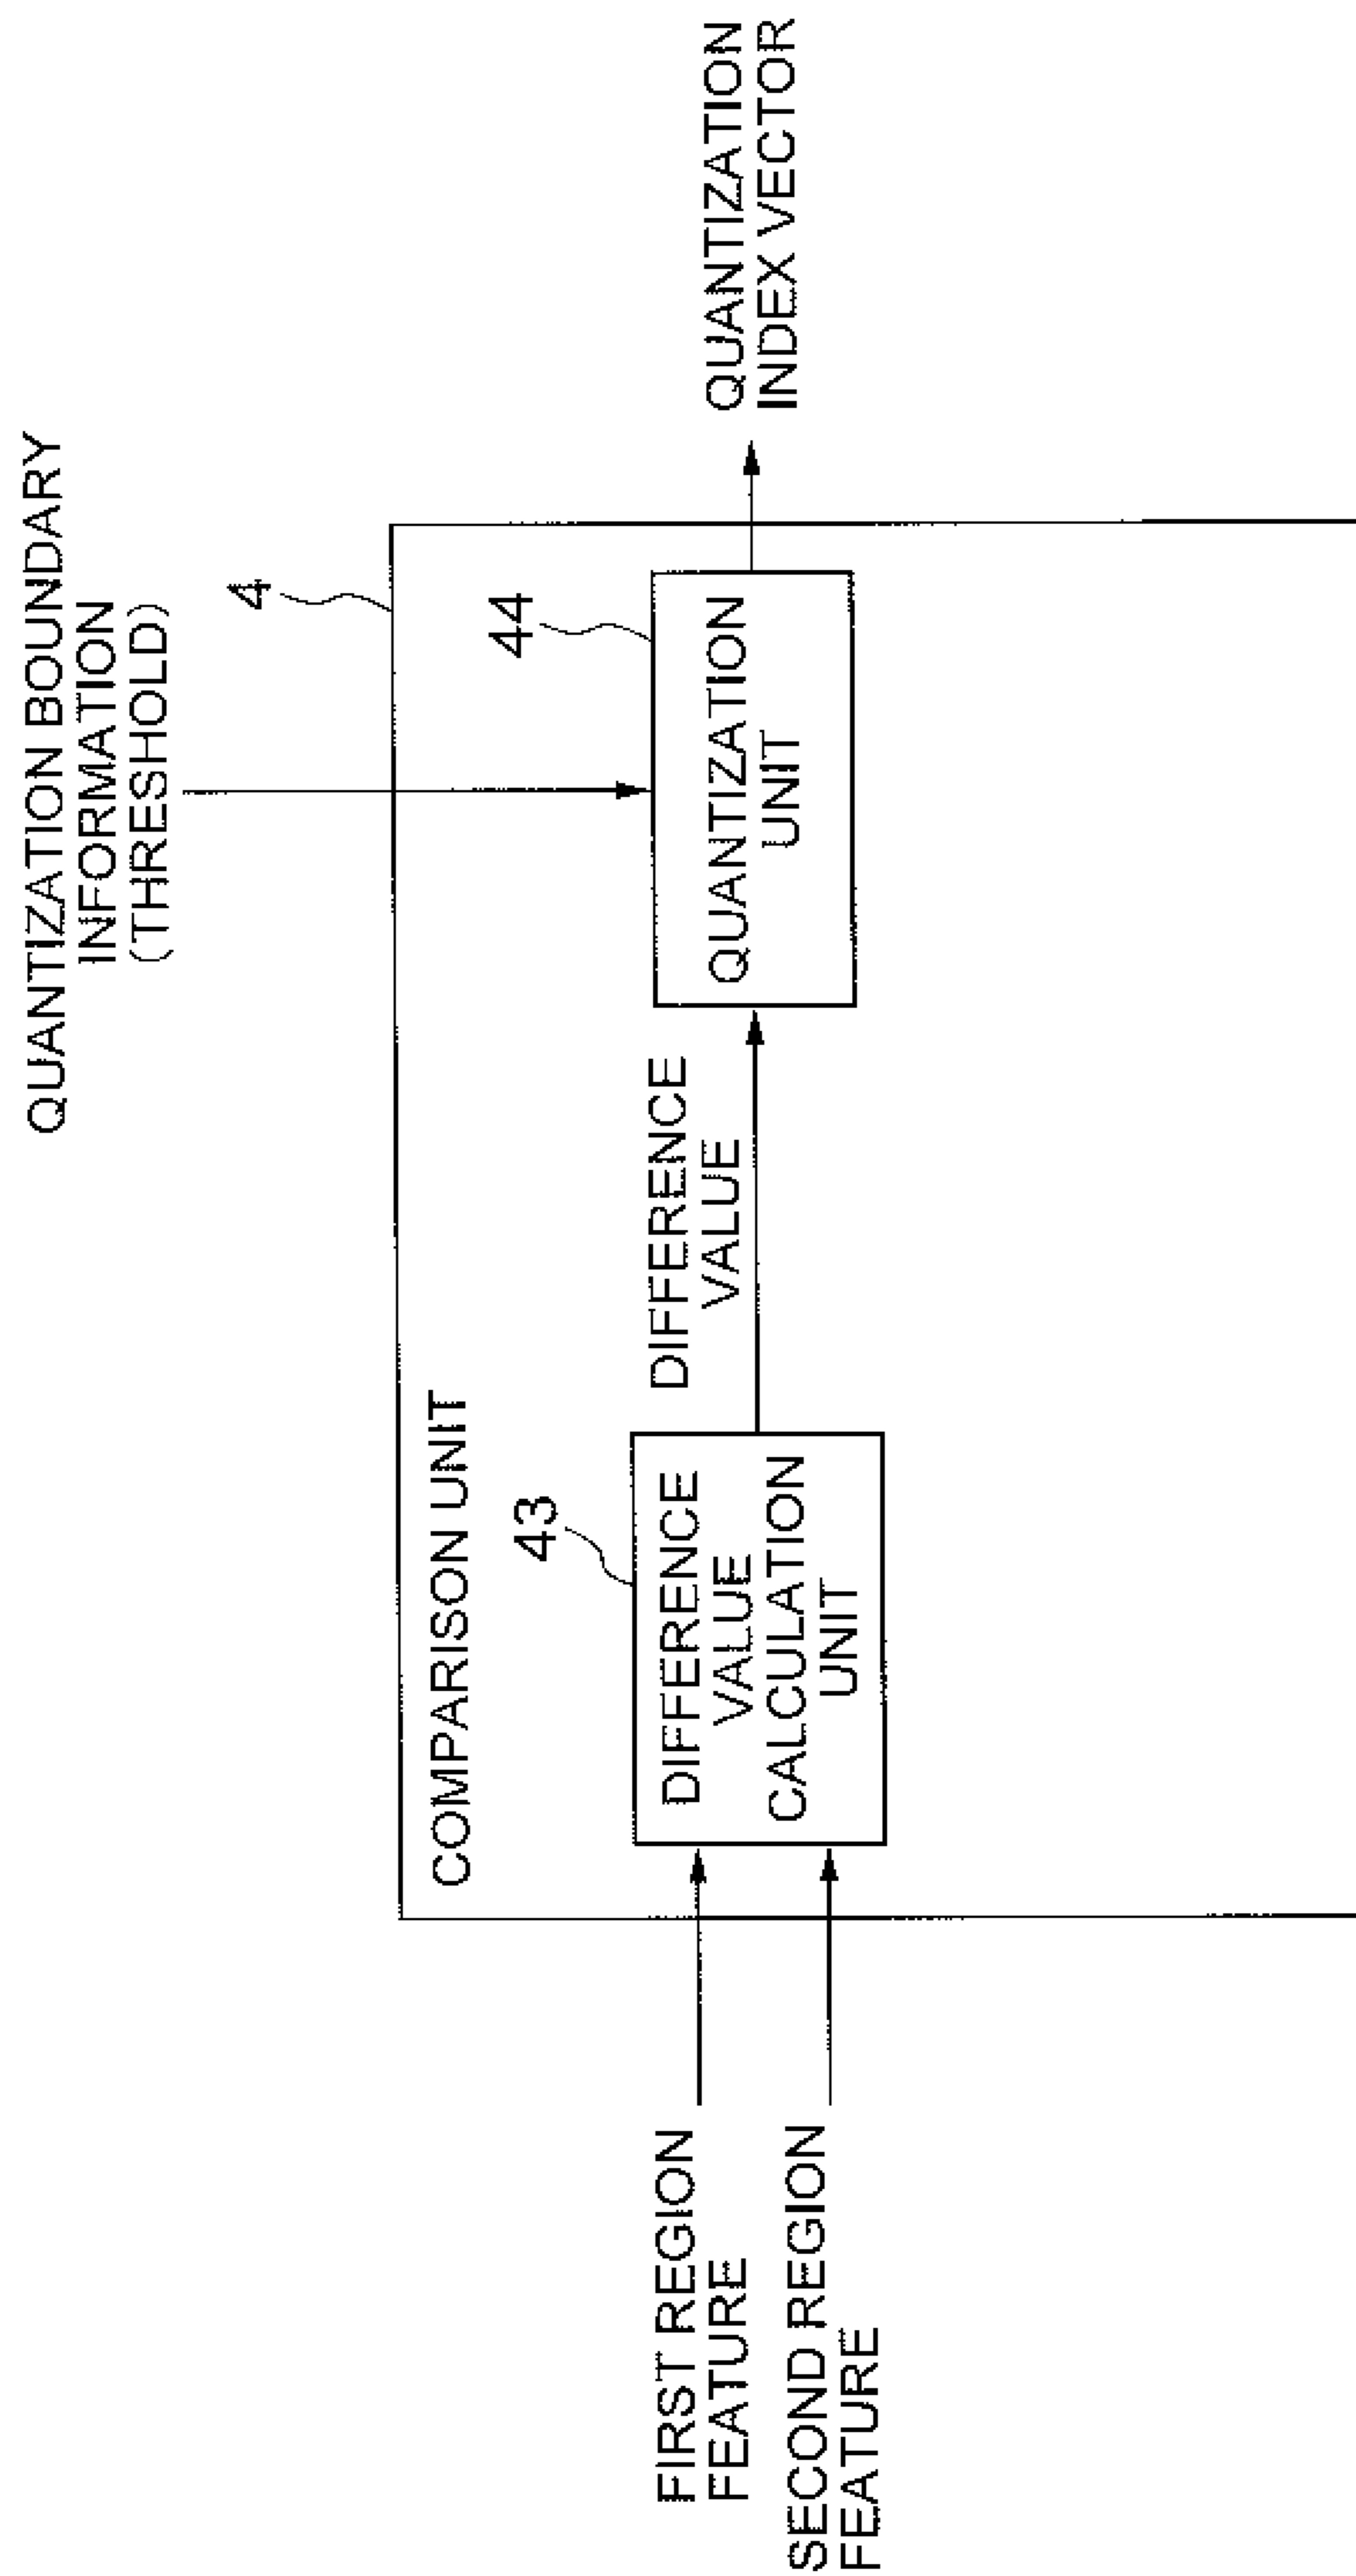 QUANTIZATION BOUNDARY
INFORMATION
(THRESHOLD)
4
COMPARISON UNIT
43
44
FIRST REGION
FEATURE
SECOND REGION
FEATURE
DIFFERENCE
VALUE
CALCULATION
UNIT
DIFFERENCE
VALUE
QUANTIZATION
UNIT
QUANTIZATION
INDEX VECTOR